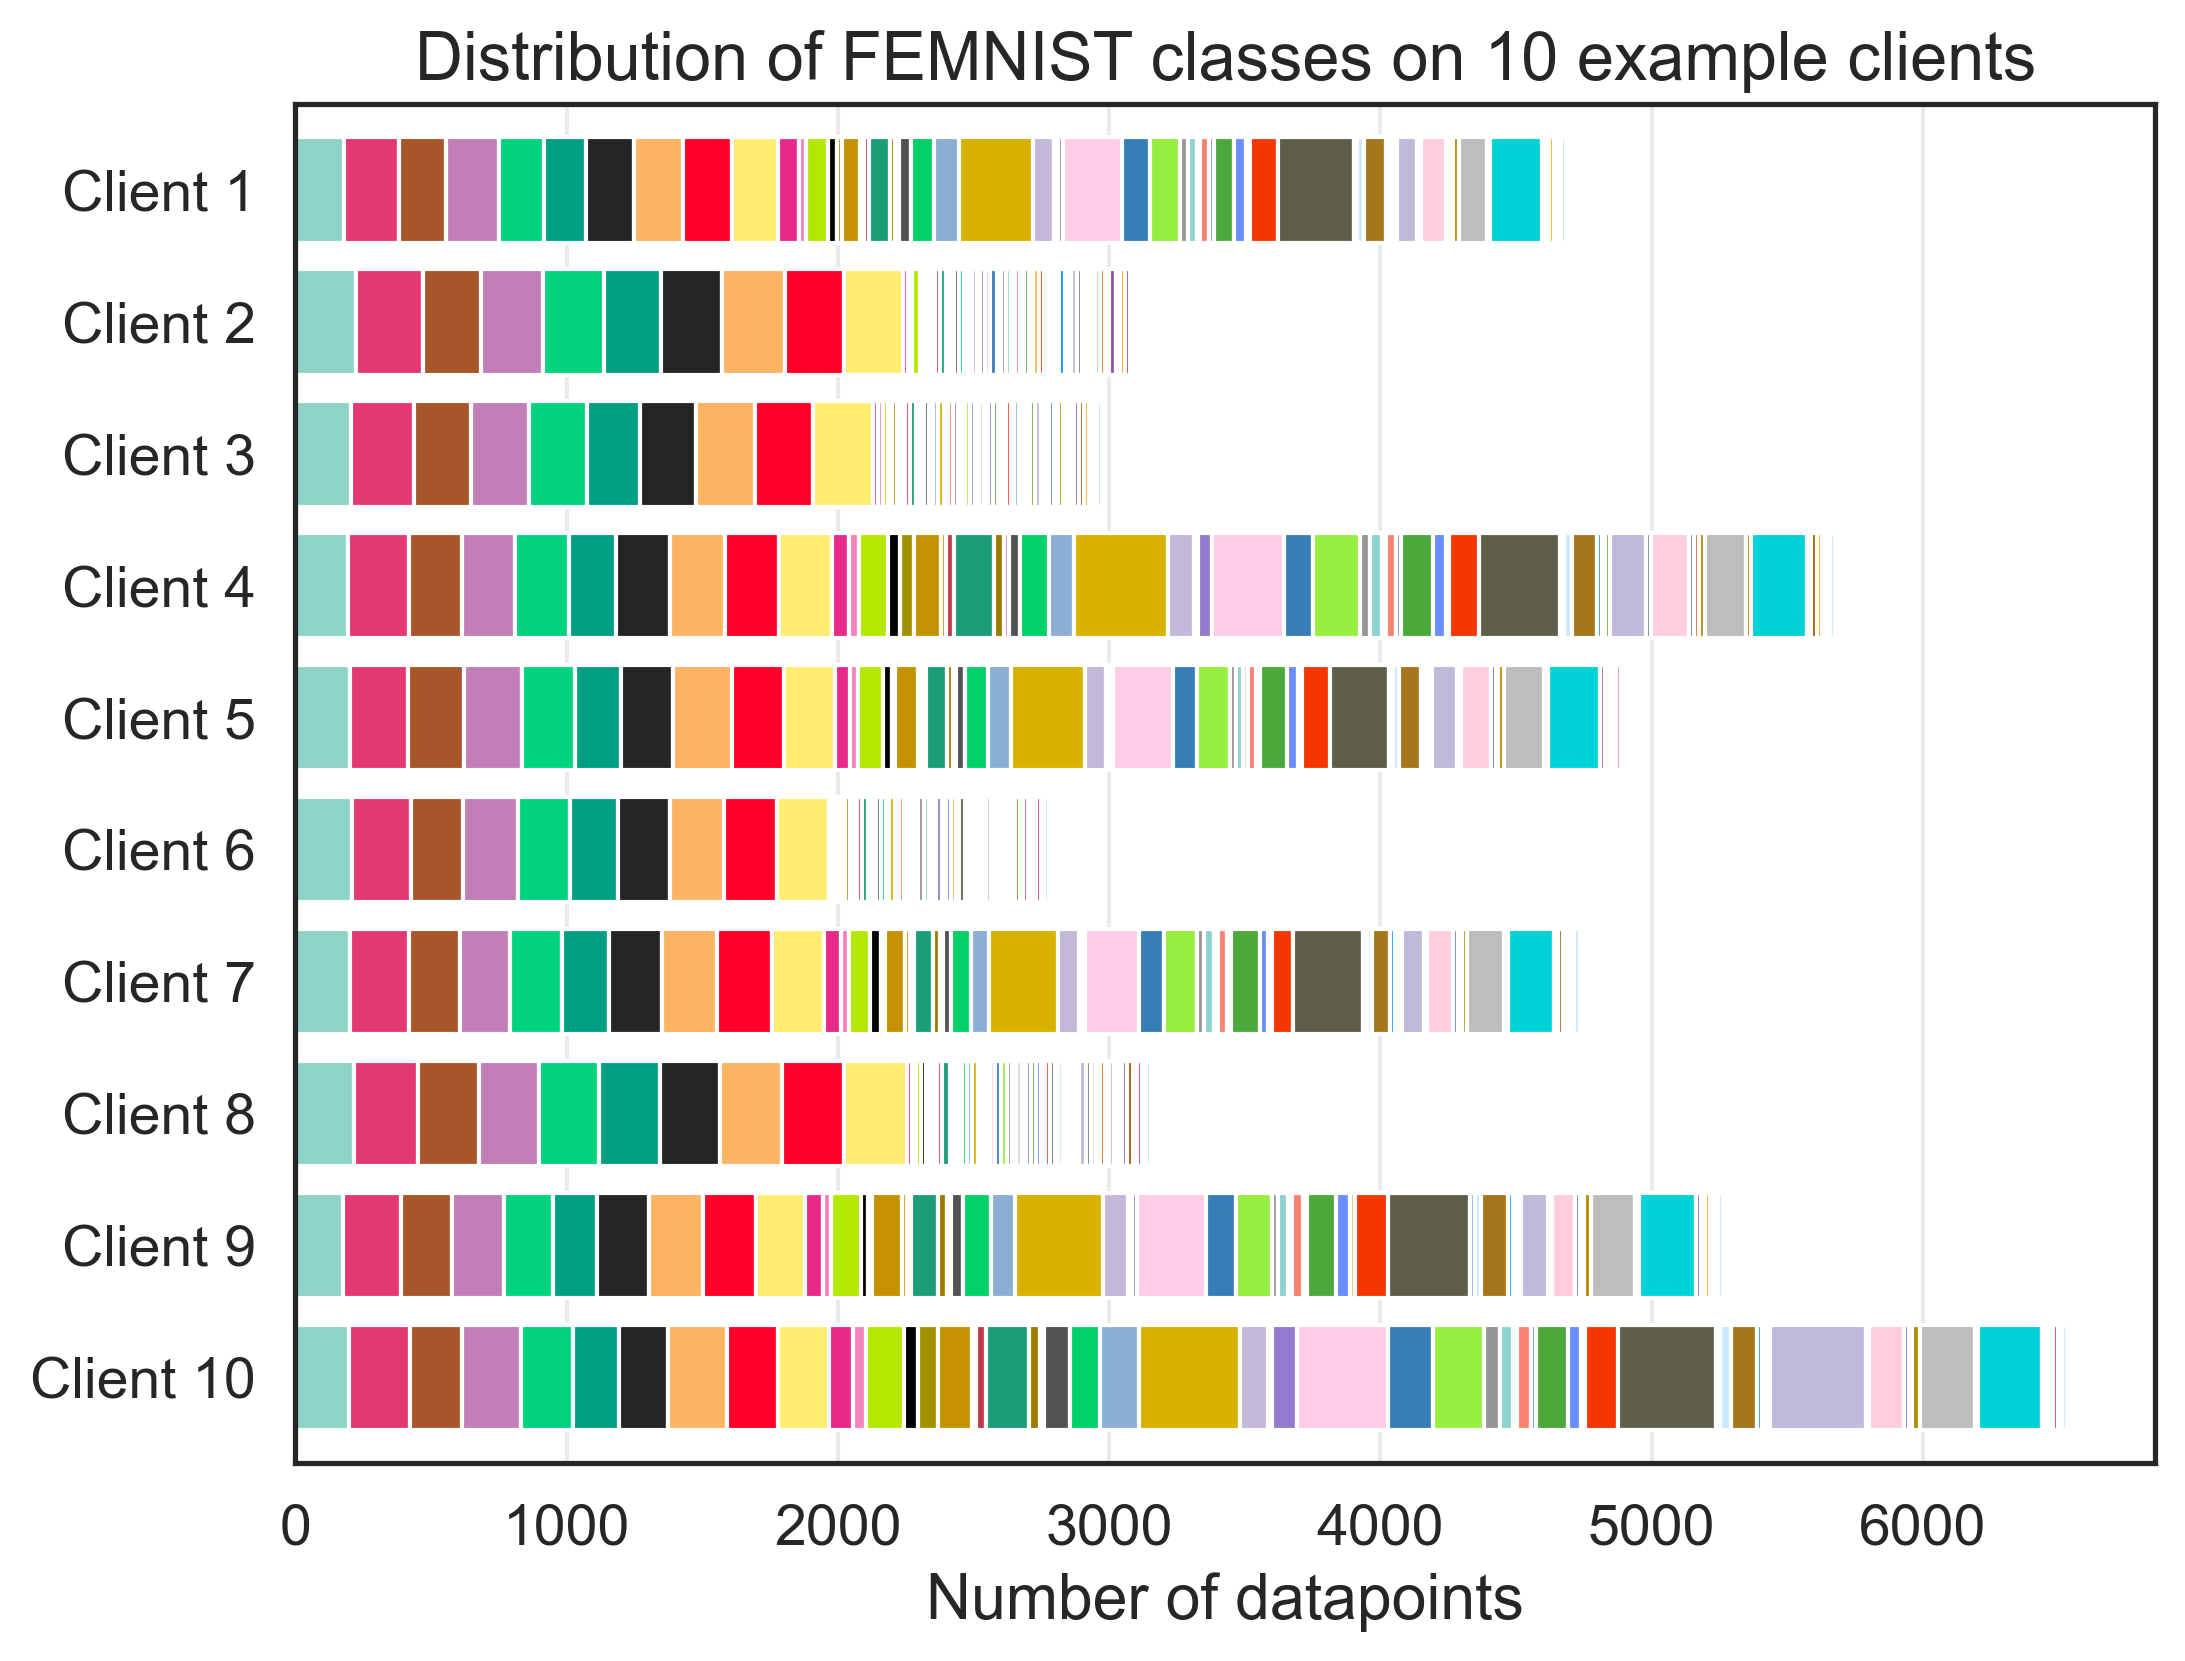 Distribution of FEMNIST classes on 10 example clients
Client 1
Client 2
Client 3
Client 4
Client 5
Client 6
Client 7
Client 8
Client 9
Client 10
0 1000 2000 3000 4000 5000 6000
Number of datapoints